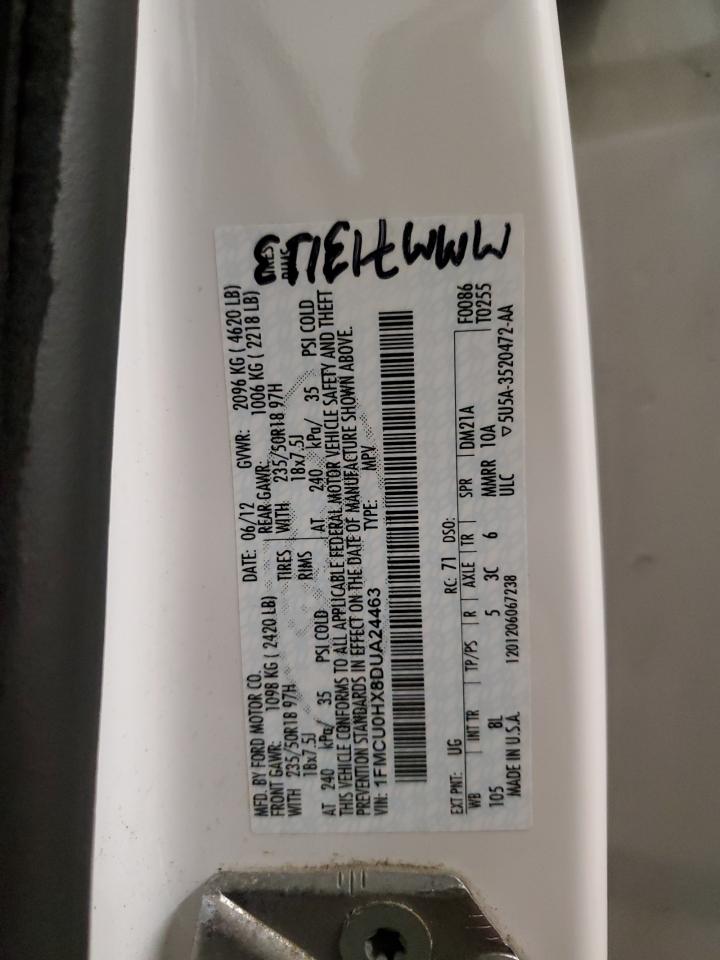 MFD. BY FORD MOTOR CO.
DATE: 06/12 GVWR: 2096 KG ( 4620 LB)
FRONT GAWR: 1098 KG ( 2420 LB) REAR GAWR: 1006 KG ( 2218 LB)
WITH 235/50R18 97H TIRES WITH 235/50R18 97H TIRES
18x7.5J RIMS 18x7.5J RIMS
AT 240 kPa/ 35 PSI COLD AT 240 kPa/ 35 PSI COLD
THIS VEHICLE CONFORMS TO ALL APPLICABLE FEDERAL MOTOR VEHICLE SAFETY AND THEFT
PREVENTION STANDARDS IN EFFECT ON THE DATE OF MANUFACTURE SHOWN ABOVE.
VIN: 1FMCU0HX8DUA24463 TYPE: MPV
EXT PNT: UG RC: 71 DSO: F0086
WB INT TR TP/PS R AXLE TR SPR DM21A T0255
105 8L 5 3C 6 MMRR 10A
MADE IN U.S.A. 1201206067238 ULC ▽5U5A-3520472-AA